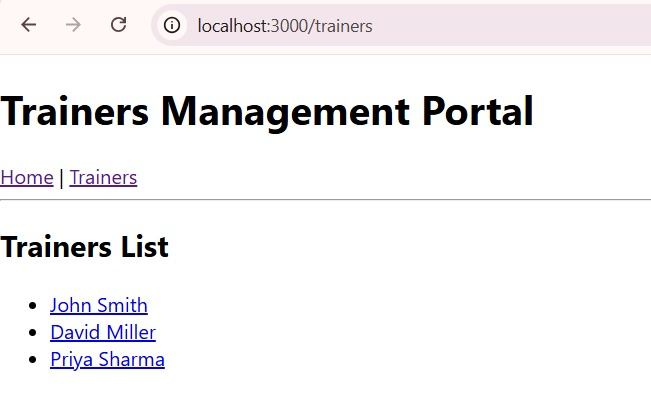 localhost:3000/trainers
Trainers Management Portal
Home | Trainers
Trainers List
John Smith
David Miller
Priya Sharma